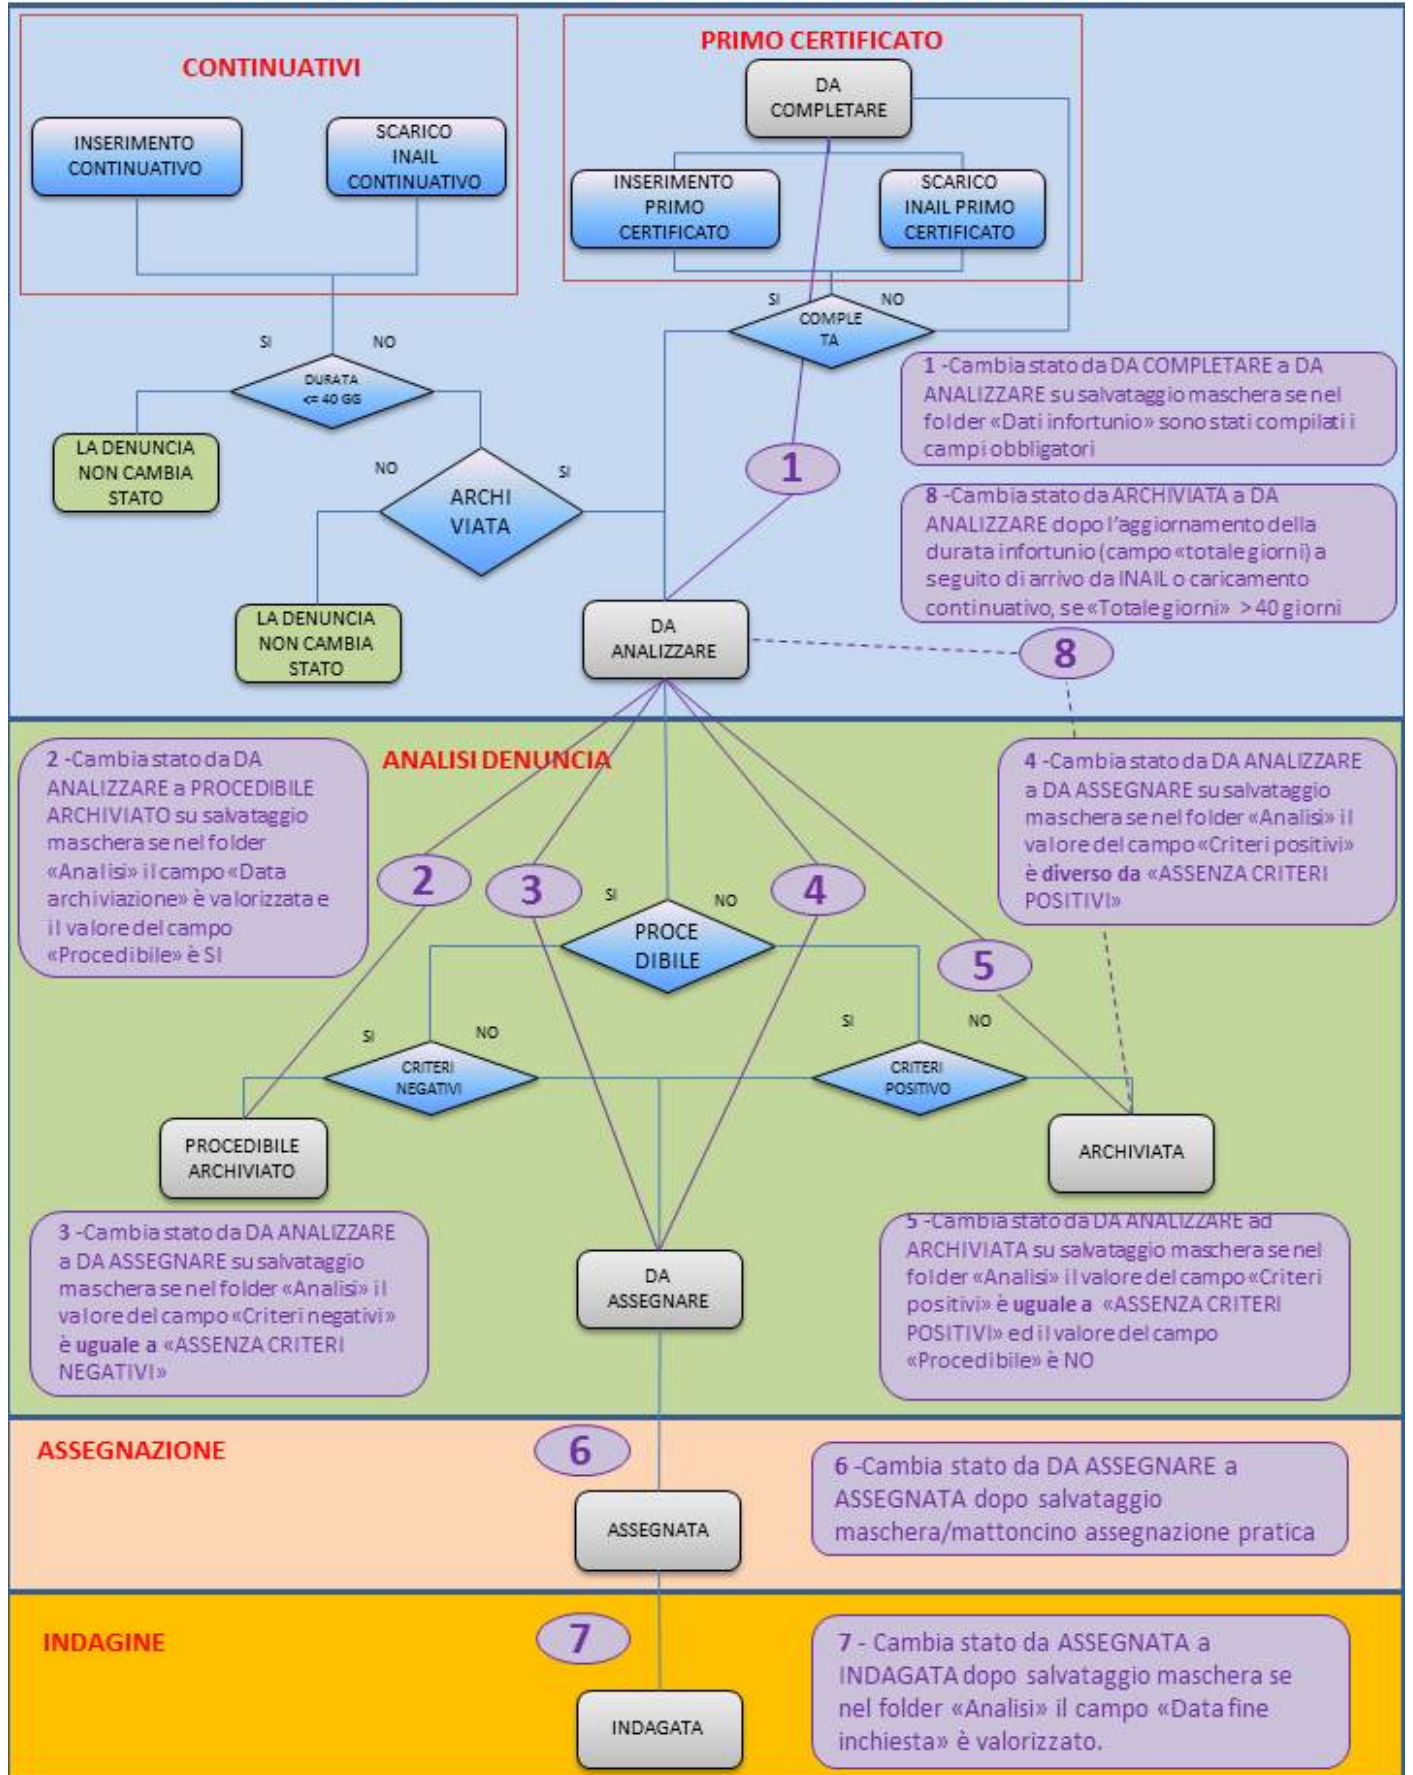 CONTINUATIVI
INSERIMENTO
CONTINUATIVO
SCARICO
INAIL
CONTINUATIVO
PRIMO CERTIFICATO
DA
COMPLETARE
INSERIMENTO
PRIMO
CERTIFICATO
SCARICO
INAIL PRIMO
CERTIFICATO
SI
NO
COMPLE
TA
SI
NO
DURATA
<= 40 GG
LA DENUNCIA
NON CAMBIA
STATO
NO
SI
ARCHI
VIATA
LA DENUNCIA
NON CAMBIA
STATO
1
1 -Cambia stato da DA COMPLETARE a DA
ANALIZZARE su salvataggio maschera se nel
folder «Dati infortunio» sono stati compilati i
campi obbligatori
8 -Cambia stato da ARCHIVIATA a DA
ANALIZZARE dopo l'aggiornamento della
durata infortunio (campo «totale giorni) a
seguito di arrivo da INAIL o caricamento
continuativo, se «Totale giorni» > 40 giorni
DA
ANALIZZARE
8
ANALISI DENUNCIA
2 -Cambia stato da DA
ANALIZZARE a PROCEDIBILE
ARCHIVIATO su salvataggio
maschera se nel folder
«Analisi» il campo «Data
archiviazione» è valorizzata e
il valore del campo
«Procedibile» è SI
4 -Cambia stato da DA ANALIZZARE
a DA ASSEGNARE su salvataggio
maschera se nel folder «Analisi» il
valore del campo «Criteri positivi»
è diverso da «ASSENZA CRITERI
POSITIVI»
2
3
4
5
SI
NO
PROCE
DIBILE
SI
NO
CRITERI
NEGATIVI
SI
NO
CRITERI
POSITIVO
PROCEDIBILE
ARCHIVIATO
ARCHIVIATA
3 -Cambia stato da DA ANALIZZARE
a DA ASSEGNARE su salvataggio
maschera se nel folder «Analisi» il
valore del campo «Criteri negativi»
è uguale a «ASSENZA CRITERI
NEGATIVI»
DA
ASSEGNARE
5 -Cambia stato da DA ANALIZZARE ad
ARCHIVIATA su salvataggio maschera se nel
folder «Analisi» il valore del campo «Criteri
positivi» è uguale a «ASSENZA CRITERI
POSITIVI» ed il valore del campo
«Procedibile» è NO
ASSEGNAZIONE
6
ASSEGNATA
6 -Cambia stato da DA ASSEGNARE a
ASSEGNATA dopo salvataggio
maschera/mattoncino assegnazione pratica
INDAGINE
7
INDAGATA
7 - Cambia stato da ASSEGNATA a
INDAGATA dopo salvataggio maschera se
nel folder «Analisi» il campo «Data fine
inchiesta» è valorizzato.